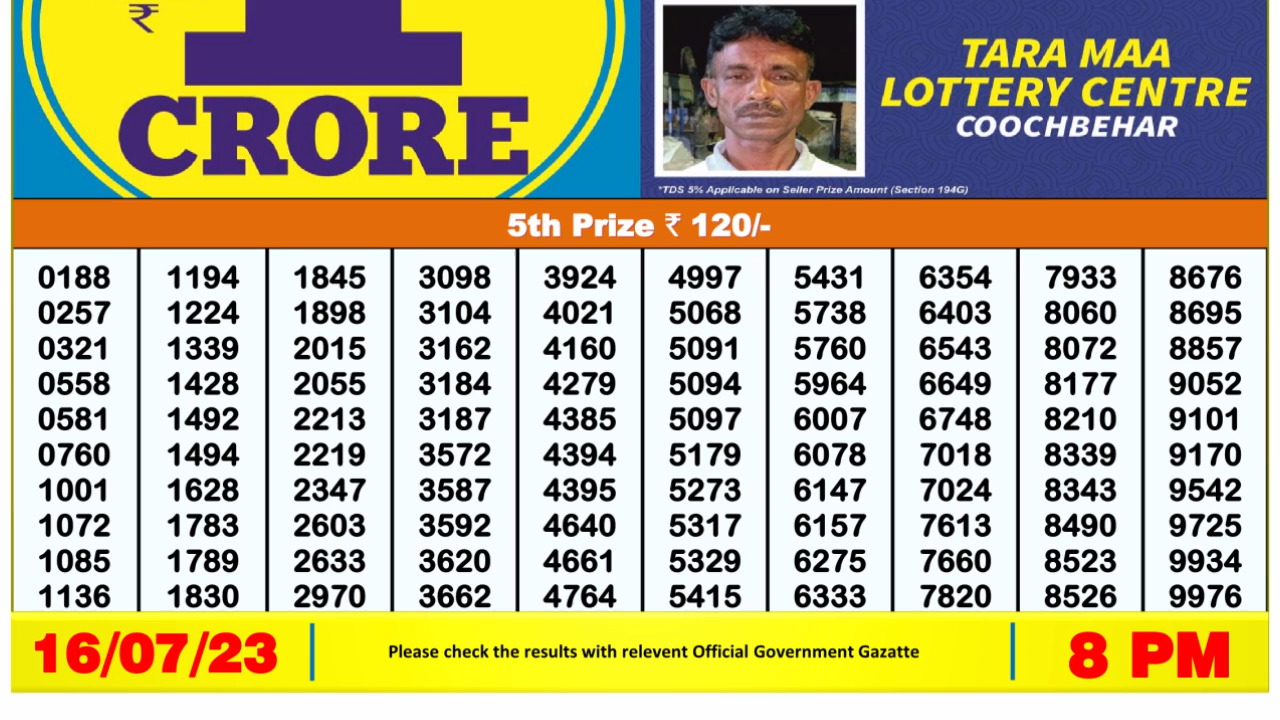 ₹
1
CRORE
TARA MAA
LOTTERY CENTRE
COOCHBEHAR
*TDS 5% Applicable on Seller Prize Amount (Section 194G)
5th Prize ₹ 120/-
0188 1194 1845 3098 3924 4997 5431 6354 7933 8676
0257 1224 1898 3104 4021 5068 5738 6403 8060 8695
0321 1339 2015 3162 4160 5091 5760 6543 8072 8857
0558 1428 2055 3184 4279 5094 5964 6649 8177 9052
0581 1492 2213 3187 4385 5097 6007 6748 8210 9101
0760 1494 2219 3572 4394 5179 6078 7018 8339 9170
1001 1628 2347 3587 4395 5273 6147 7024 8343 9542
1072 1783 2603 3592 4640 5317 6157 7613 8490 9725
1085 1789 2633 3620 4661 5329 6275 7660 8523 9934
1136 1830 2970 3662 4764 5415 6333 7820 8526 9976
16/07/23 Please check the results with relevent Official Government Gazatte 8 PM